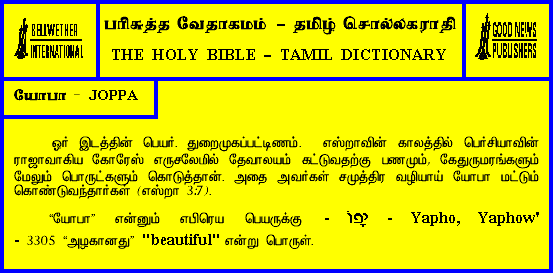 BELLWETHER
INTERNATIONAL
பரிசுத்த வேதாகமம் – தமிழ் சொல்லகராதி
THE HOLY BIBLE – TAMIL DICTIONARY
GOOD NEWS
PUBLISHERS
யோபா - JOPPA
ஓர் இடத்தின் பெயர். துறைமுகப்பட்டிணம். எஸ்றாவின் காலத்தில் பெர்சியாவின்
ராஜாவாகிய கோரேஸ் எருசலேமில் தேவாலயம் கட்டுவதற்கு பணமும், கேதுருமரங்களும்
மேலும் பொருட்களும் கொடுத்தான். அதை அவர்கள் சமுத்திர வழியாய் யோபா மட்டும்
கொண்டுவந்தார்கள் (எஸ்றா 3:7).
“யோபா” என்னும் எபிரெய பெயருக்கு - יָפוֹ - Yapho, Yaphow'
- 3305 “அழகானது” "beautiful" என்று பொருள்.